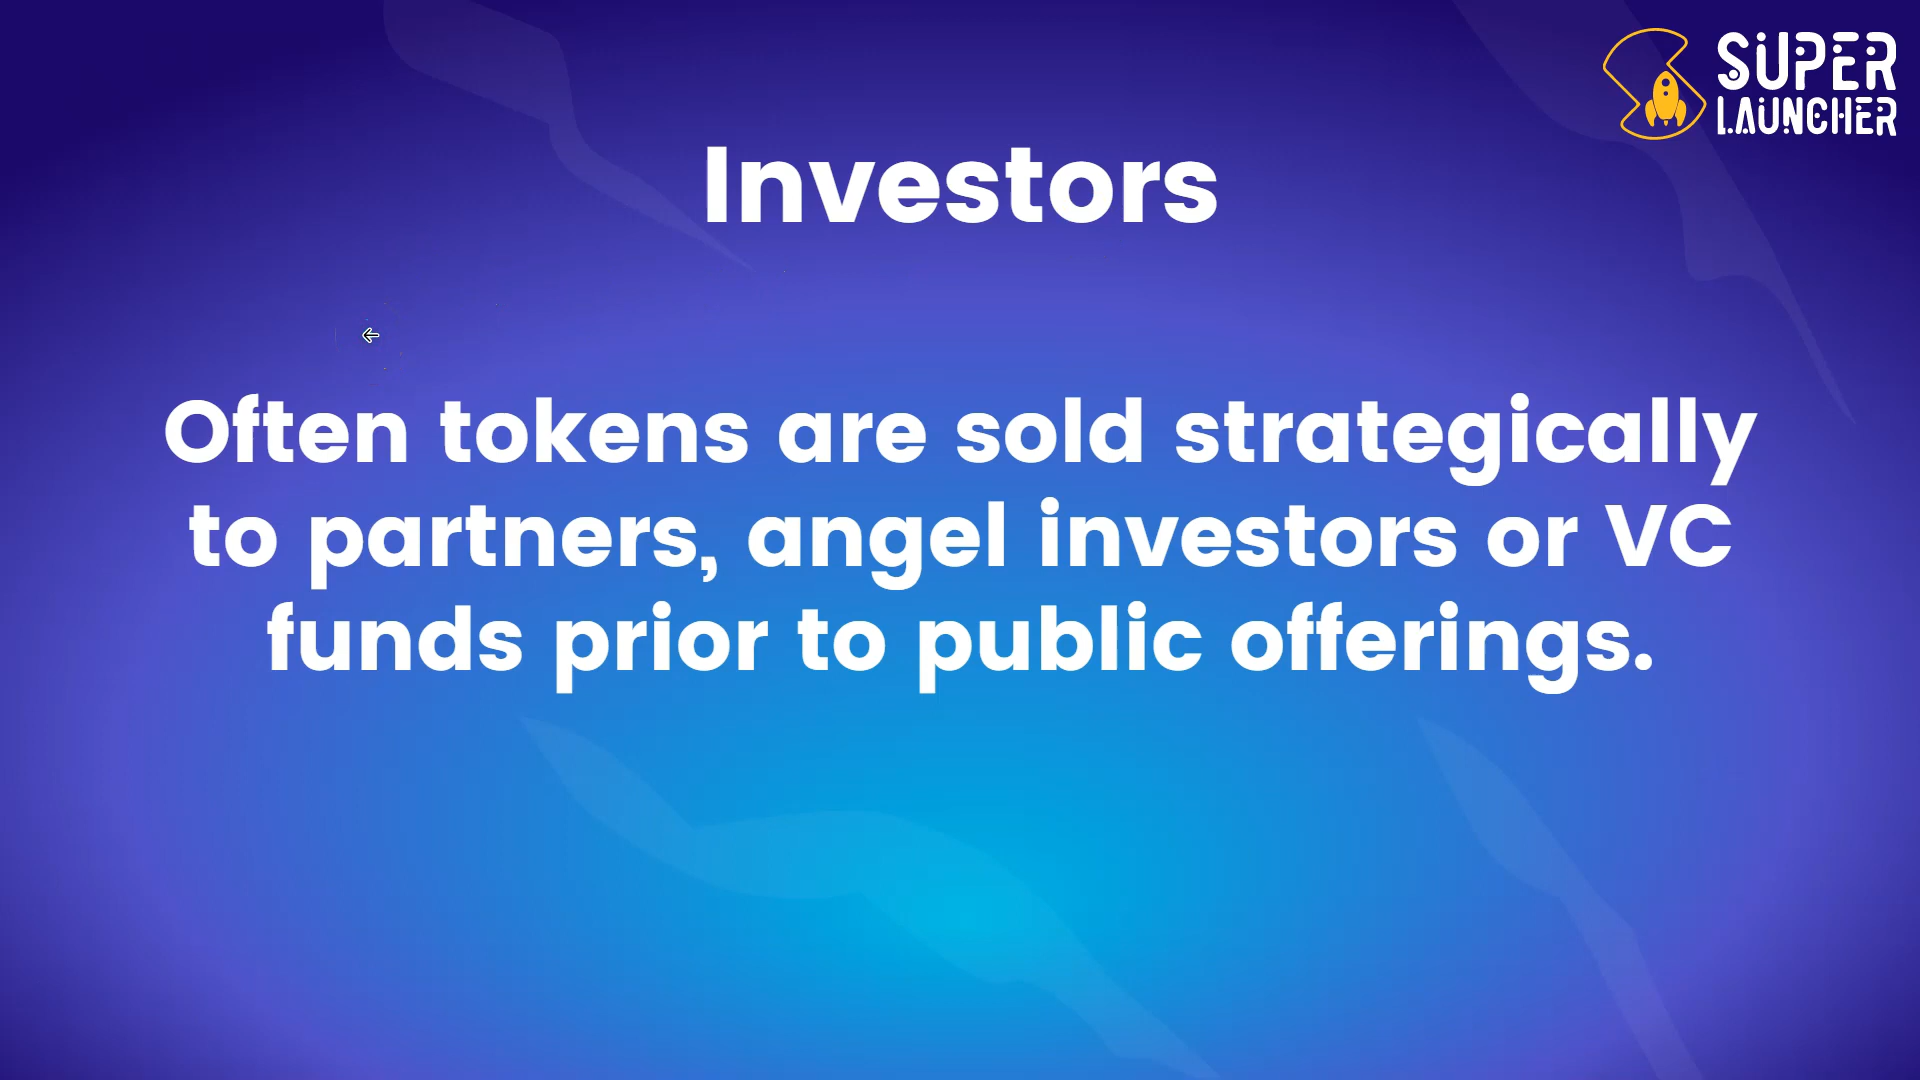 SUPER
LAUNCHER
Investors
Often tokens are sold strategically
to partners, angel investors or VC
funds prior to public offerings.